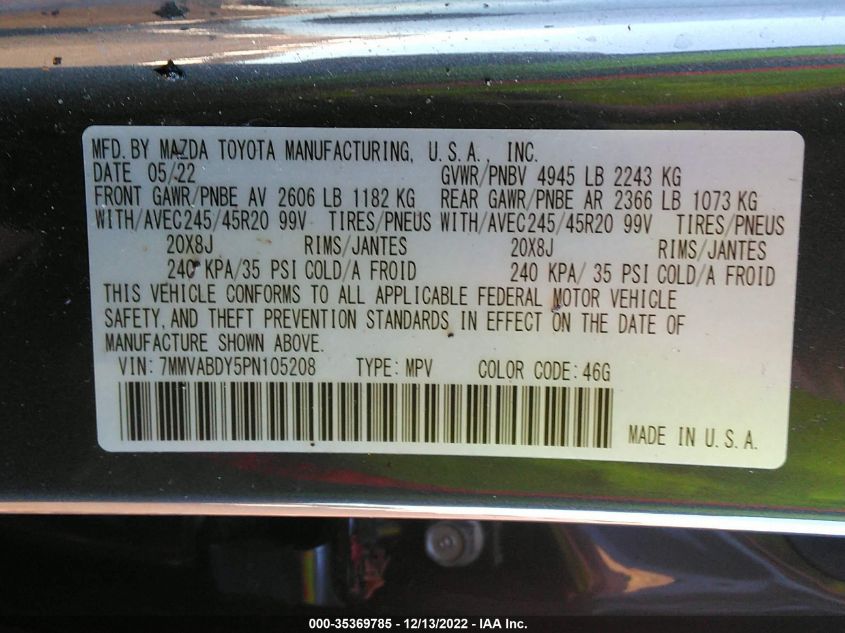 MFD. BY MAZDA TOYOTA MANUFACTURING, U.S.A., INC.
DATE 05/22 GVWR/PNBV 4945 LB 2243 KG
FRONT GAWR/PNBE AV 2606 LB 1182 KG REAR GAWR/PNBE AR 2366 LB 1073 KG
WITH/AVEC245/45R20 99V TIRES/PNEUS WITH/AVEC245/45R20 99V TIRES/PNEUS
20X8J RIMS/JANTES 20X8J RIMS/JANTES
240 KPA/35 PSI COLD/A FROID 240 KPA/ 35 PSI COLD/A FROID
THIS VEHICLE CONFORMS TO ALL APPLICABLE FEDERAL MOTOR VEHICLE
SAFETY, AND THEFT PREVENTION STANDARDS IN EFFECT ON THE DATE OF
MANUFACTURE SHOWN ABOVE.
VIN: 7MMVABDY5PN105208 TYPE: MPV COLOR CODE: 46G
MADE IN U.S.A.
000-35369785 - 12/13/2022 - IAA Inc.